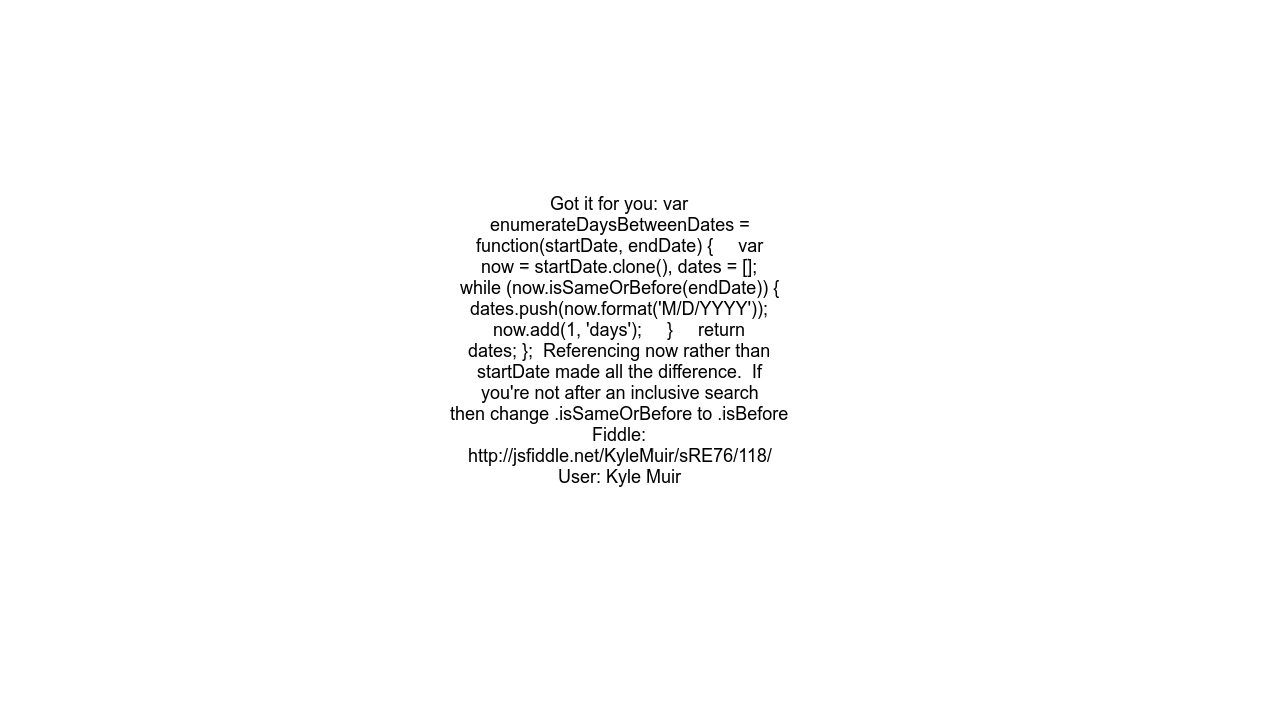 Got it for you: var
enumerateDaysBetweenDates =
function(startDate, endDate) {     var
now = startDate.clone(), dates = [];
while (now.isSameOrBefore(endDate)) {
dates.push(now.format('M/D/YYYY'));
now.add(1, 'days');     }     return
dates; };  Referencing now rather than
startDate made all the difference.  If
you're not after an inclusive search
then change .isSameOrBefore to .isBefore
Fiddle:
http://jsfiddle.net/KyleMuir/sRE76/118/
User: Kyle Muir